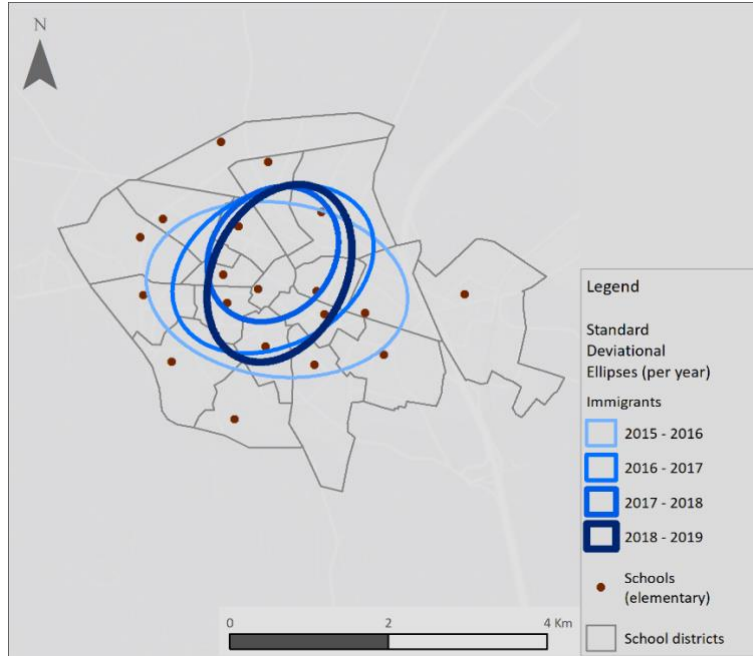 N
Legend
Standard
Deviational
Ellipses (per year)
Immigrants
2015 - 2016
2016 - 2017
2017 - 2018
2018 - 2019
Schools
(elementary)
School districts
0 2 4 Km